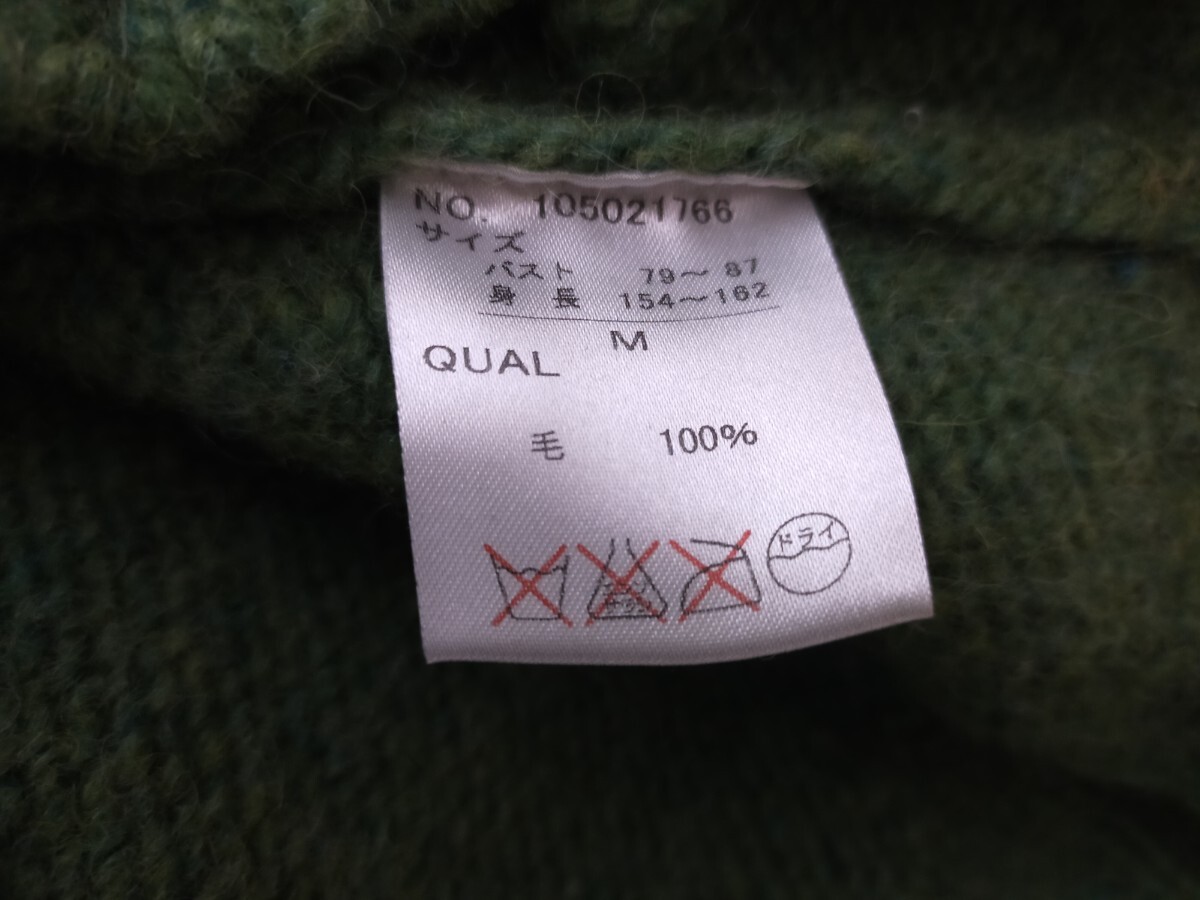 NO. 105021766
サイズ
バスト 79～87
身長 154～162
M
QUAL
毛 100%
ドライ